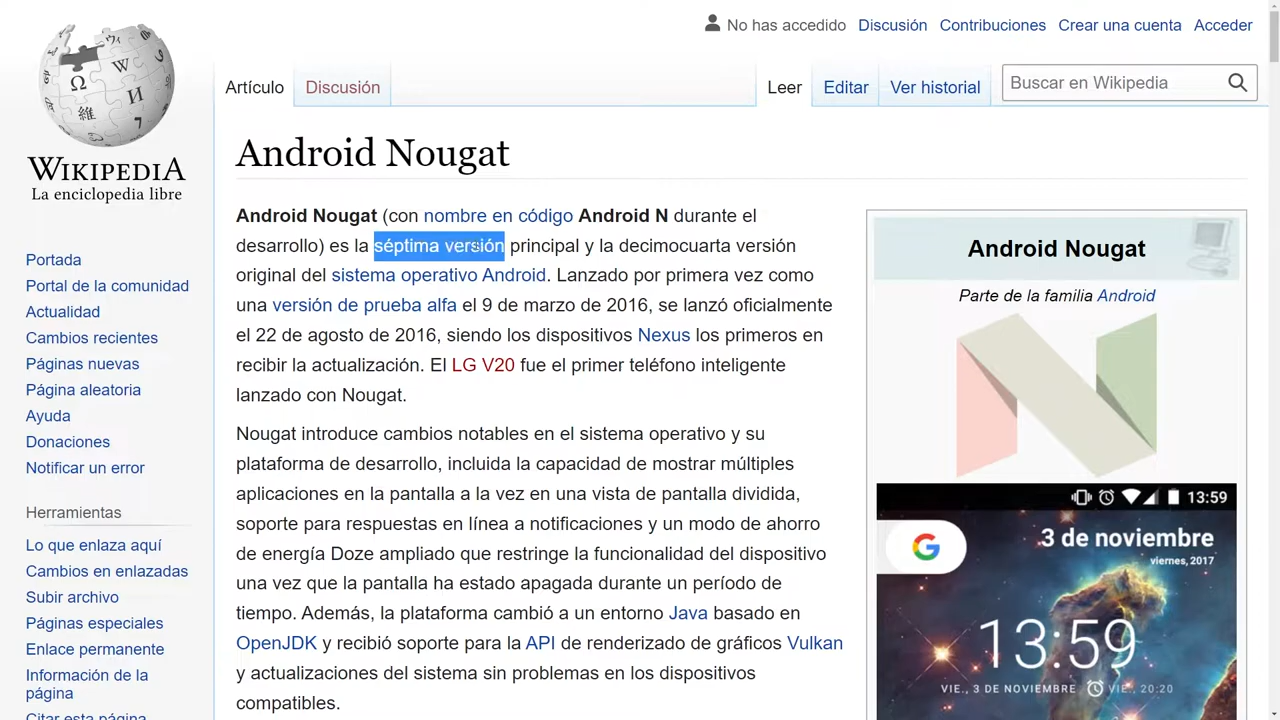 No has accedido Discusión Contribuciones Crear una cuenta Acceder
Artículo Discusión Leer Editar Ver historial Buscar en Wikipedia
WIKIPEDIA
La enciclopedia libre
Portada
Portal de la comunidad
Actualidad
Cambios recientes
Páginas nuevas
Página aleatoria
Ayuda
Donaciones
Notificar un error
Herramientas
Lo que enlaza aquí
Cambios en enlazadas
Subir archivo
Páginas especiales
Enlace permanente
Información de la
página
Citar esta página
Android Nougat
Android Nougat (con nombre en código Android N durante el
desarrollo) es la séptima versión principal y la decimocuarta versión
original del sistema operativo Android. Lanzado por primera vez como
una versión de prueba alfa el 9 de marzo de 2016, se lanzó oficialmente
el 22 de agosto de 2016, siendo los dispositivos Nexus los primeros en
recibir la actualización. El LG V20 fue el primer teléfono inteligente
lanzado con Nougat.
Nougat introduce cambios notables en el sistema operativo y su
plataforma de desarrollo, incluida la capacidad de mostrar múltiples
aplicaciones en la pantalla a la vez en una vista de pantalla dividida,
soporte para respuestas en línea a notificaciones y un modo de ahorro
de energía Doze ampliado que restringe la funcionalidad del dispositivo
una vez que la pantalla ha estado apagada durante un período de
tiempo. Además, la plataforma cambió a un entorno Java basado en
OpenJDK y recibió soporte para la API de renderizado de gráficos Vulkan
y actualizaciones del sistema sin problemas en los dispositivos
compatibles.
Android Nougat
Parte de la familia Android
13:59
G
3 de noviembre
viernes, 2017
13:59
VIE., 3 DE NOVIEMBRE VIE., 20:20